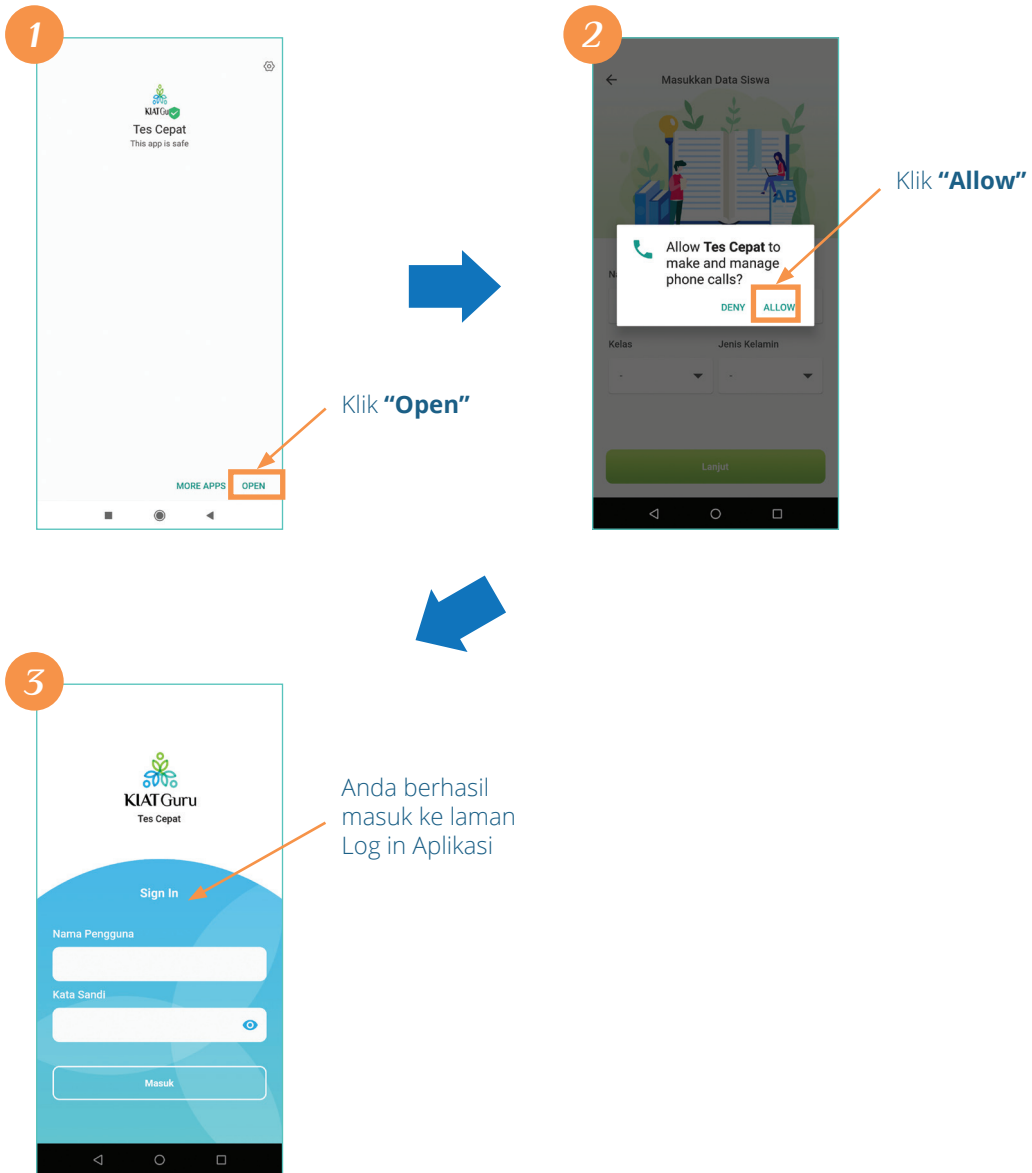 1
KIAT Gu
Tes Cepat
This app is safe
MORE APPS OPEN
Klik “Open”
2
Masukkan Data Siswa
AB
Allow Tes Cepat to
make and manage
phone calls?
DENY ALLOW
Kelas Jenis Kelamin
- -
Lanjut
Klik “Allow”
3
KIAT Guru
Tes Cepat
Sign In
Nama Pengguna
Kata Sandi
Masuk
Anda berhasil
masuk ke laman
Log in Aplikasi